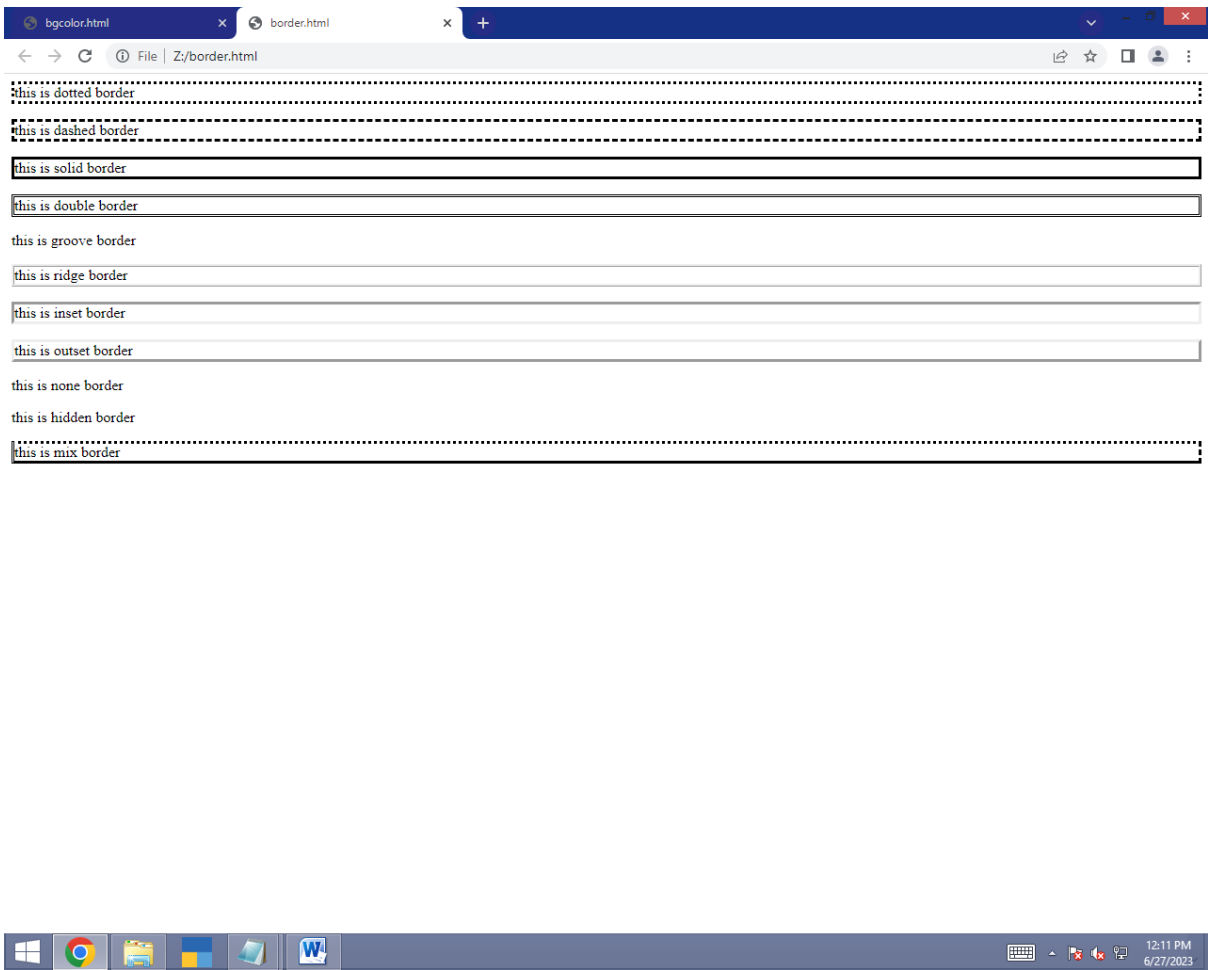 bgcolor.html
border.html
File Z:/border.html
this is dotted border
this is dashed border
this is solid border
this is double border
this is groove border
this is ridge border
this is inset border
this is outset border
this is none border
this is hidden border
this is mix border
W
12:11 PM
6/27/2023